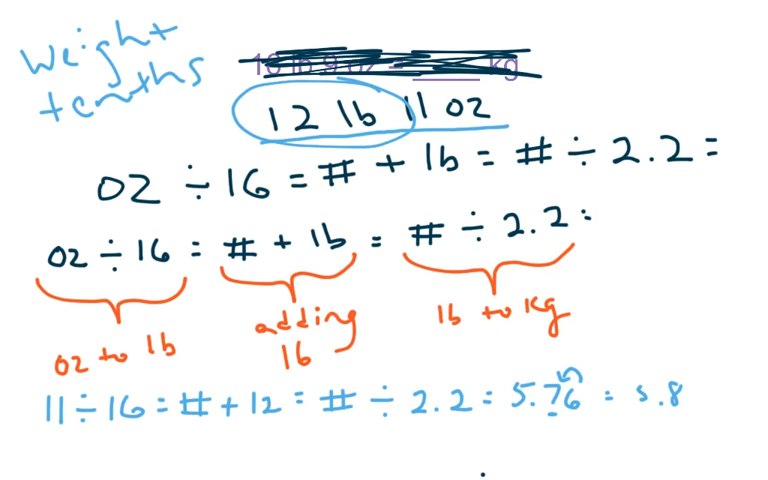 Weight
tenths
kg
12 lb 11 oz
oz ÷ 16 = # + lb = # ÷ 2.2 =
oz ÷ 16 = # + lb = # ÷ 2.2 =
oz to lb
adding
lb
lb to kg
11 ÷ 16 = # + 12 = # ÷ 2.2 = 5.76 = 5.8